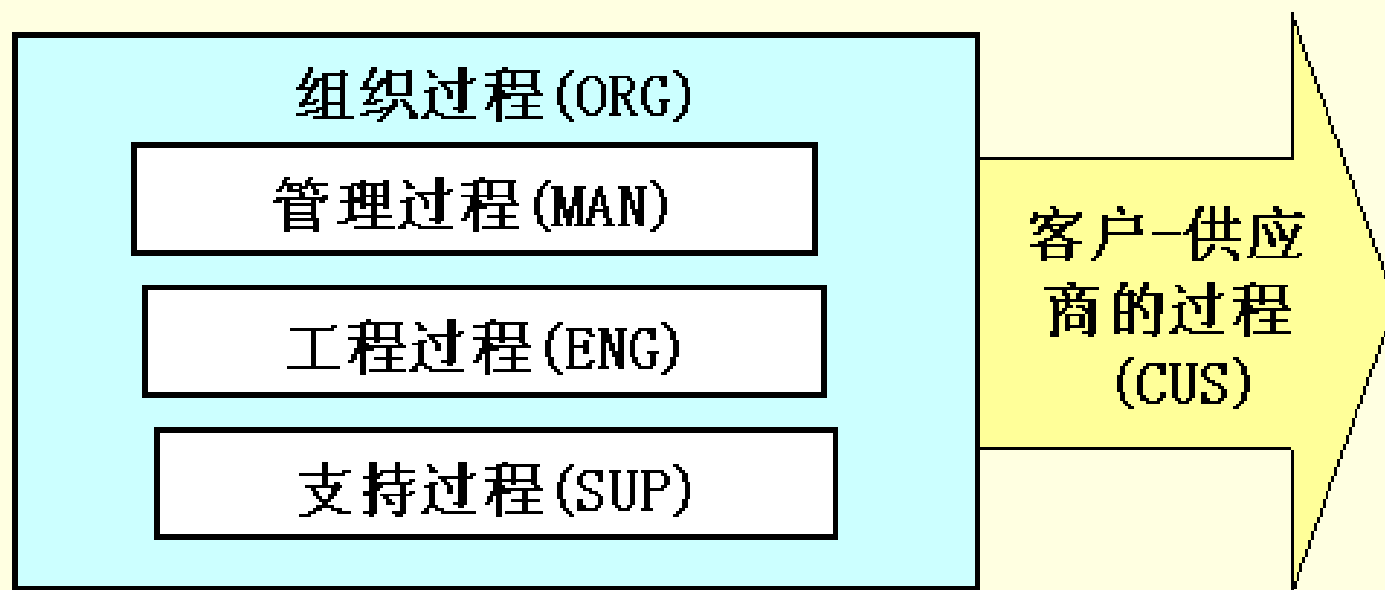 组织过程(ORG)
管理过程(MAN)
工程过程(ENG)
支持过程(SUP)
客户-供应
商的过程
(CUS)